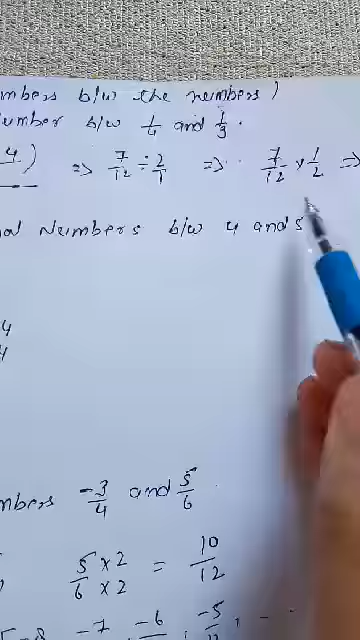 mbers b/w the numbers)
umber b/w 1/4 and 1/3.
4) => 7/12 ÷ 2/1 => 7/12 × 1/2 =>
al Numbers b/w 4 and 5
4
4
mbers -3/4 and 5/6
5×2/6×2 = 10/12
-8 -7 -6 -5